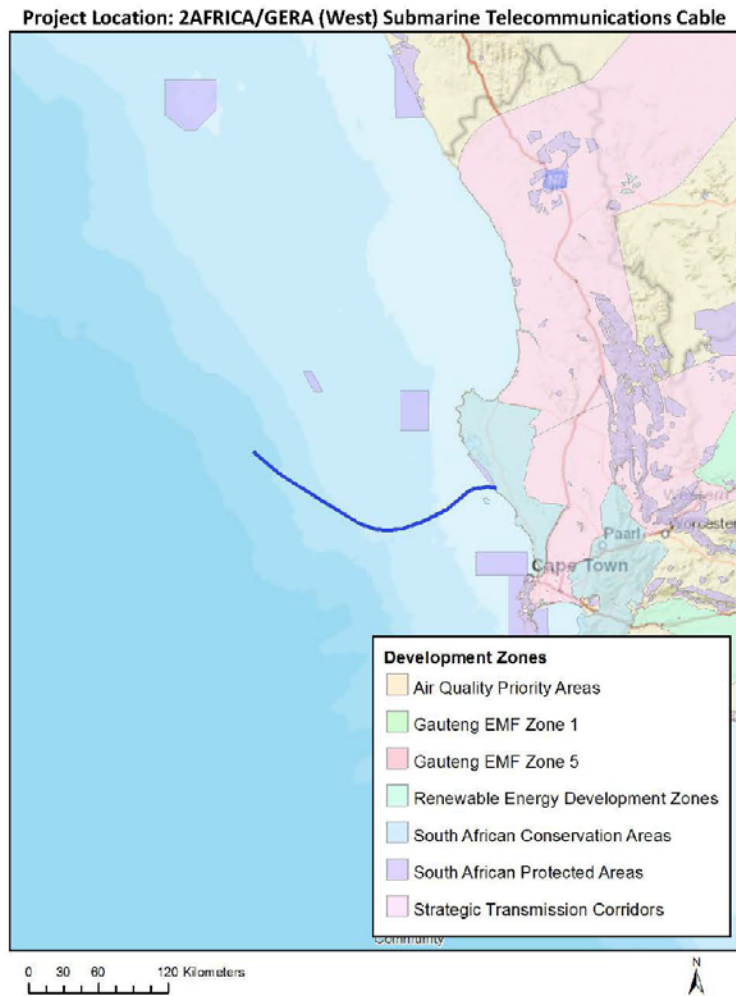 Project Location: 2AFRICA/GERA (West) Submarine Telecommunications Cable
N7
Western
Paarl
Worcester
Cape Town
Development Zones
Air Quality Priority Areas
Gauteng EMF Zone 1
Gauteng EMF Zone 5
Renewable Energy Development Zones
South African Conservation Areas
South African Protected Areas
Strategic Transmission Corridors
Community
0 30 60 120 Kilometers
N